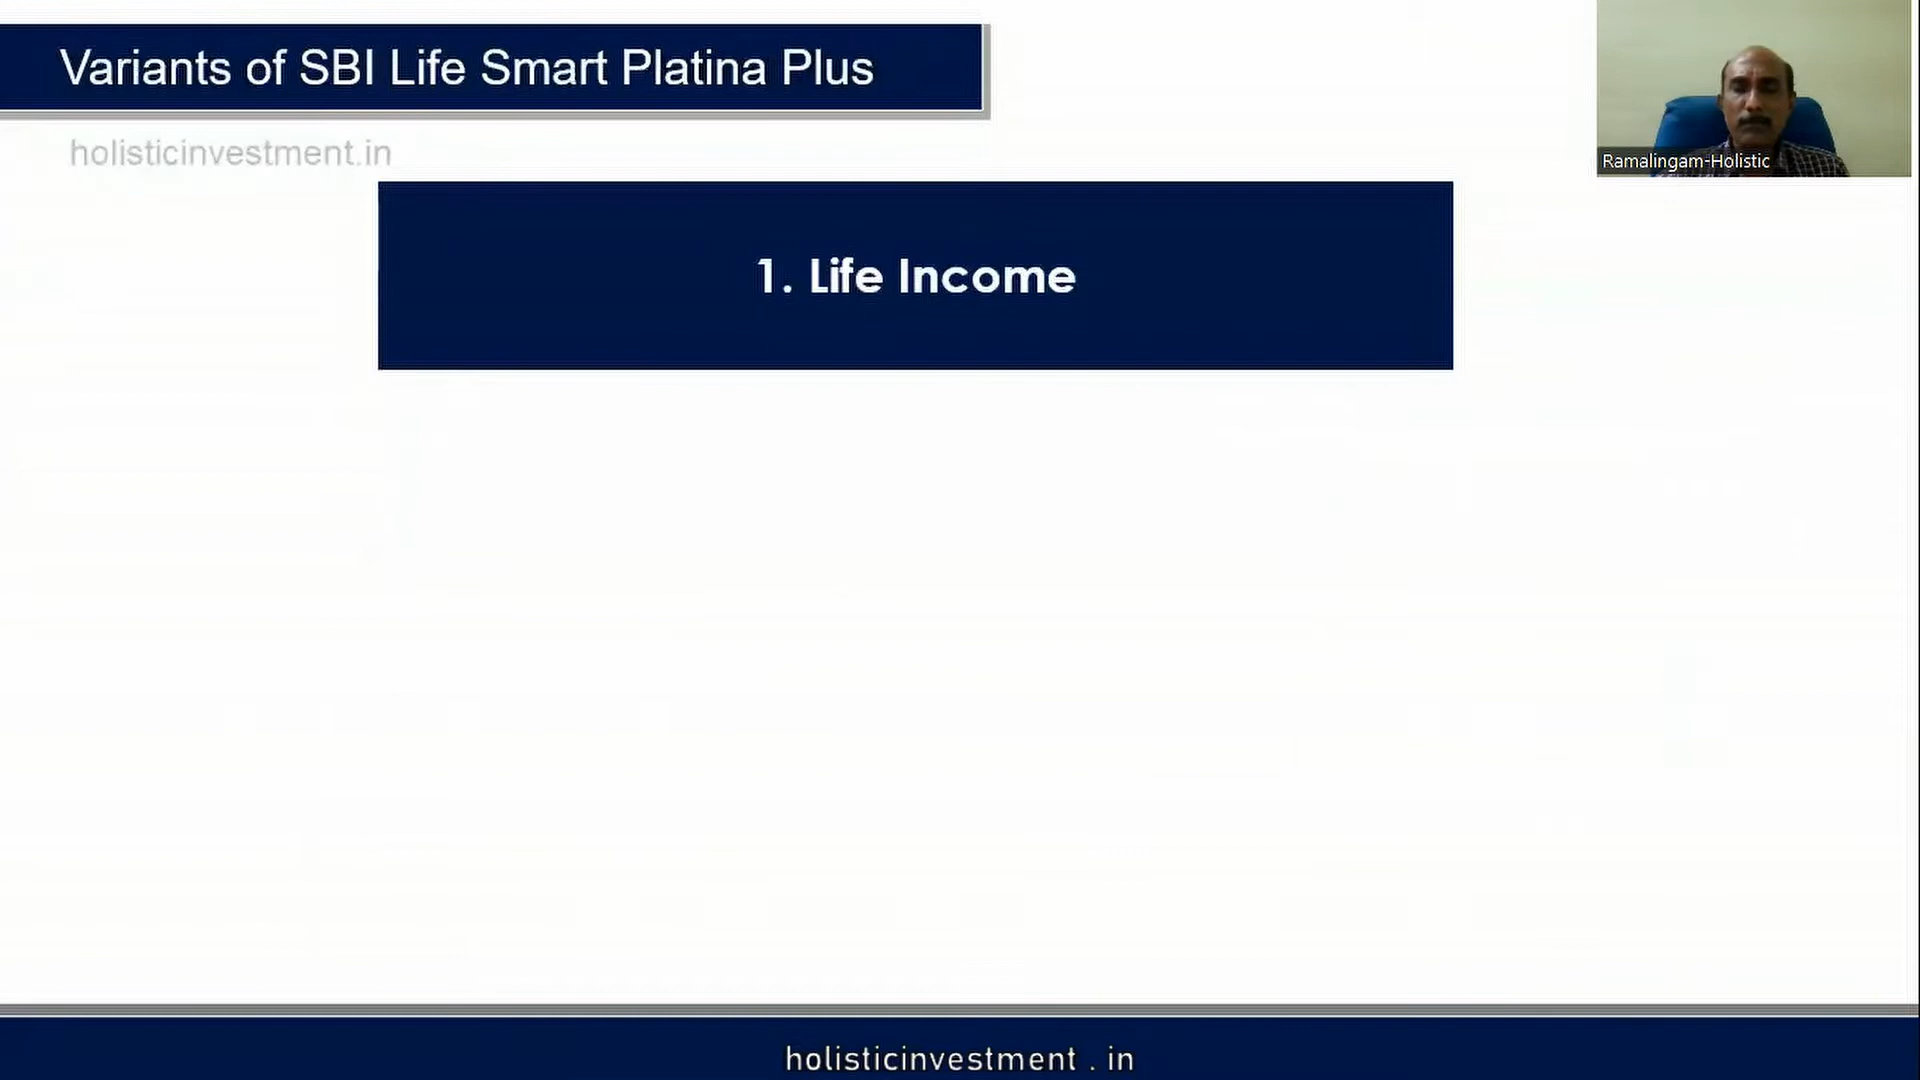 Variants of SBI Life Smart Platina Plus
holisticinvestment.in
Ramalingam-Holistic
1. Life Income
holisticinvestment . in